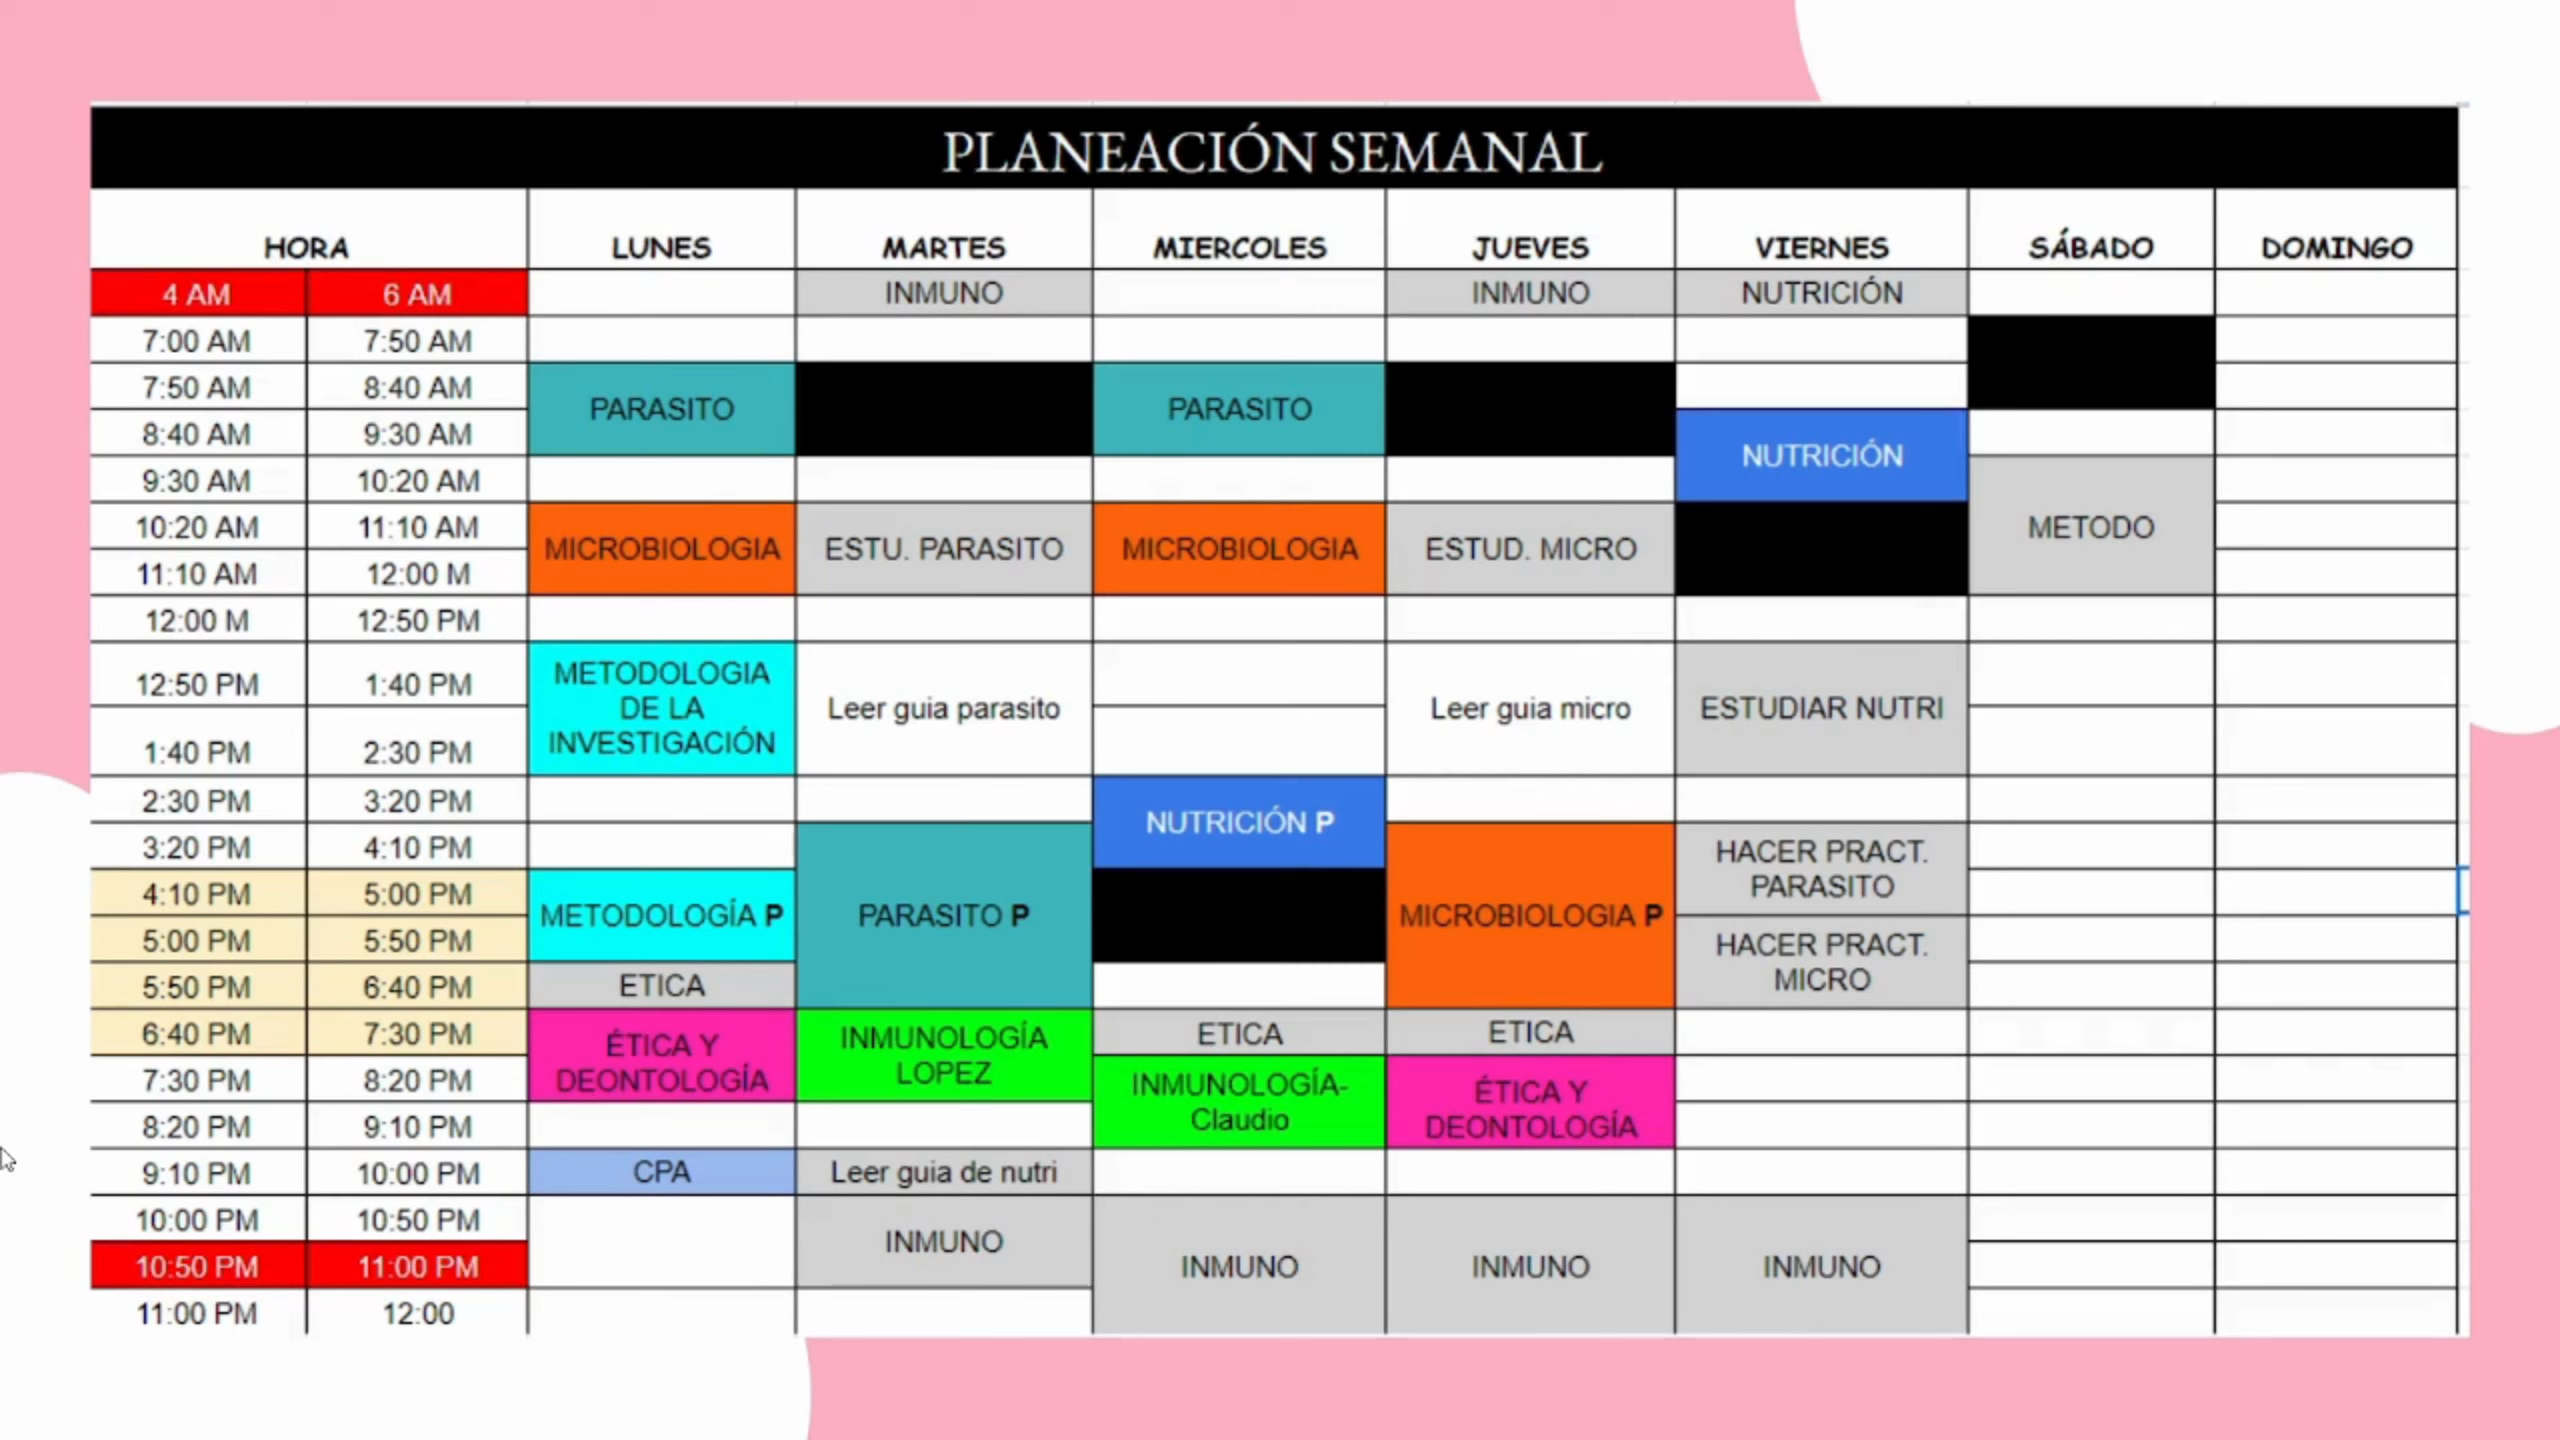 PLANEACIÓN SEMANAL
HORA LUNES MARTES MIERCOLES JUEVES VIERNES SÁBADO DOMINGO
4 AM 6 AM INMUNO INMUNO NUTRICIÓN
7:00 AM 7:50 AM
7:50 AM 8:40 AM
PARASITO PARASITO
8:40 AM 9:30 AM
NUTRICIÓN
9:30 AM 10:20 AM
10:20 AM 11:10 AM METODO
MICROBIOLOGIA ESTU. PARASITO MICROBIOLOGIA ESTUD. MICRO
11:10 AM 12:00 M
12:00 M 12:50 PM
12:50 PM 1:40 PM
METODOLOGIA
DE LA
INVESTIGACIÓN
Leer guia parasito Leer guia micro ESTUDIAR NUTRI
1:40 PM 2:30 PM
2:30 PM 3:20 PM
NUTRICIÓN P
3:20 PM 4:10 PM
HACER PRACT.
PARASITO
4:10 PM 5:00 PM
METODOLOGÍA P PARASITO P MICROBIOLOGIA P
5:00 PM 5:50 PM
HACER PRACT.
MICRO
5:50 PM 6:40 PM ETICA
6:40 PM 7:30 PM ETICA ETICA
ÉTICA Y
DEONTOLOGÍA
INMUNOLOGÍA
LOPEZ
7:30 PM 8:20 PM
INMUNOLOGÍA-
Claudio
ÉTICA Y
DEONTOLOGÍA
8:20 PM 9:10 PM
9:10 PM 10:00 PM CPA Leer guia de nutri
10:00 PM 10:50 PM
INMUNO
10:50 PM 11:00 PM INMUNO INMUNO INMUNO
11:00 PM 12:00